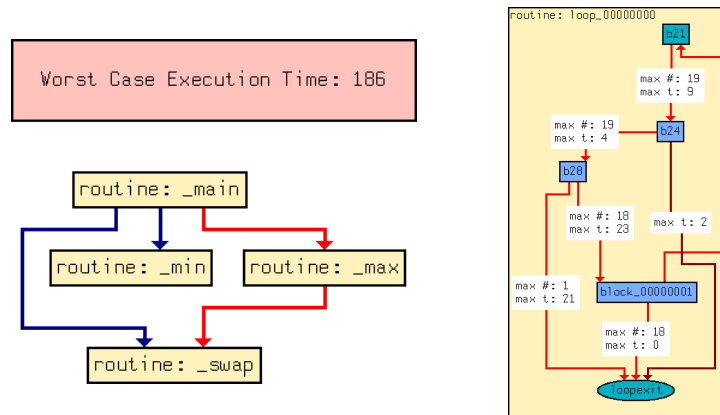 Worst Case Execution Time: 186
routine: _main
routine: _min
routine: _max
routine: _swap
routine: loop_00000000
b21
max #: 19
max t: 9
b24
max #: 19
max t: 4
b28
max #: 18
max t: 23
max t: 2
max #: 1
max t: 21
block_00000001
max #: 18
max t: 0
loopexit